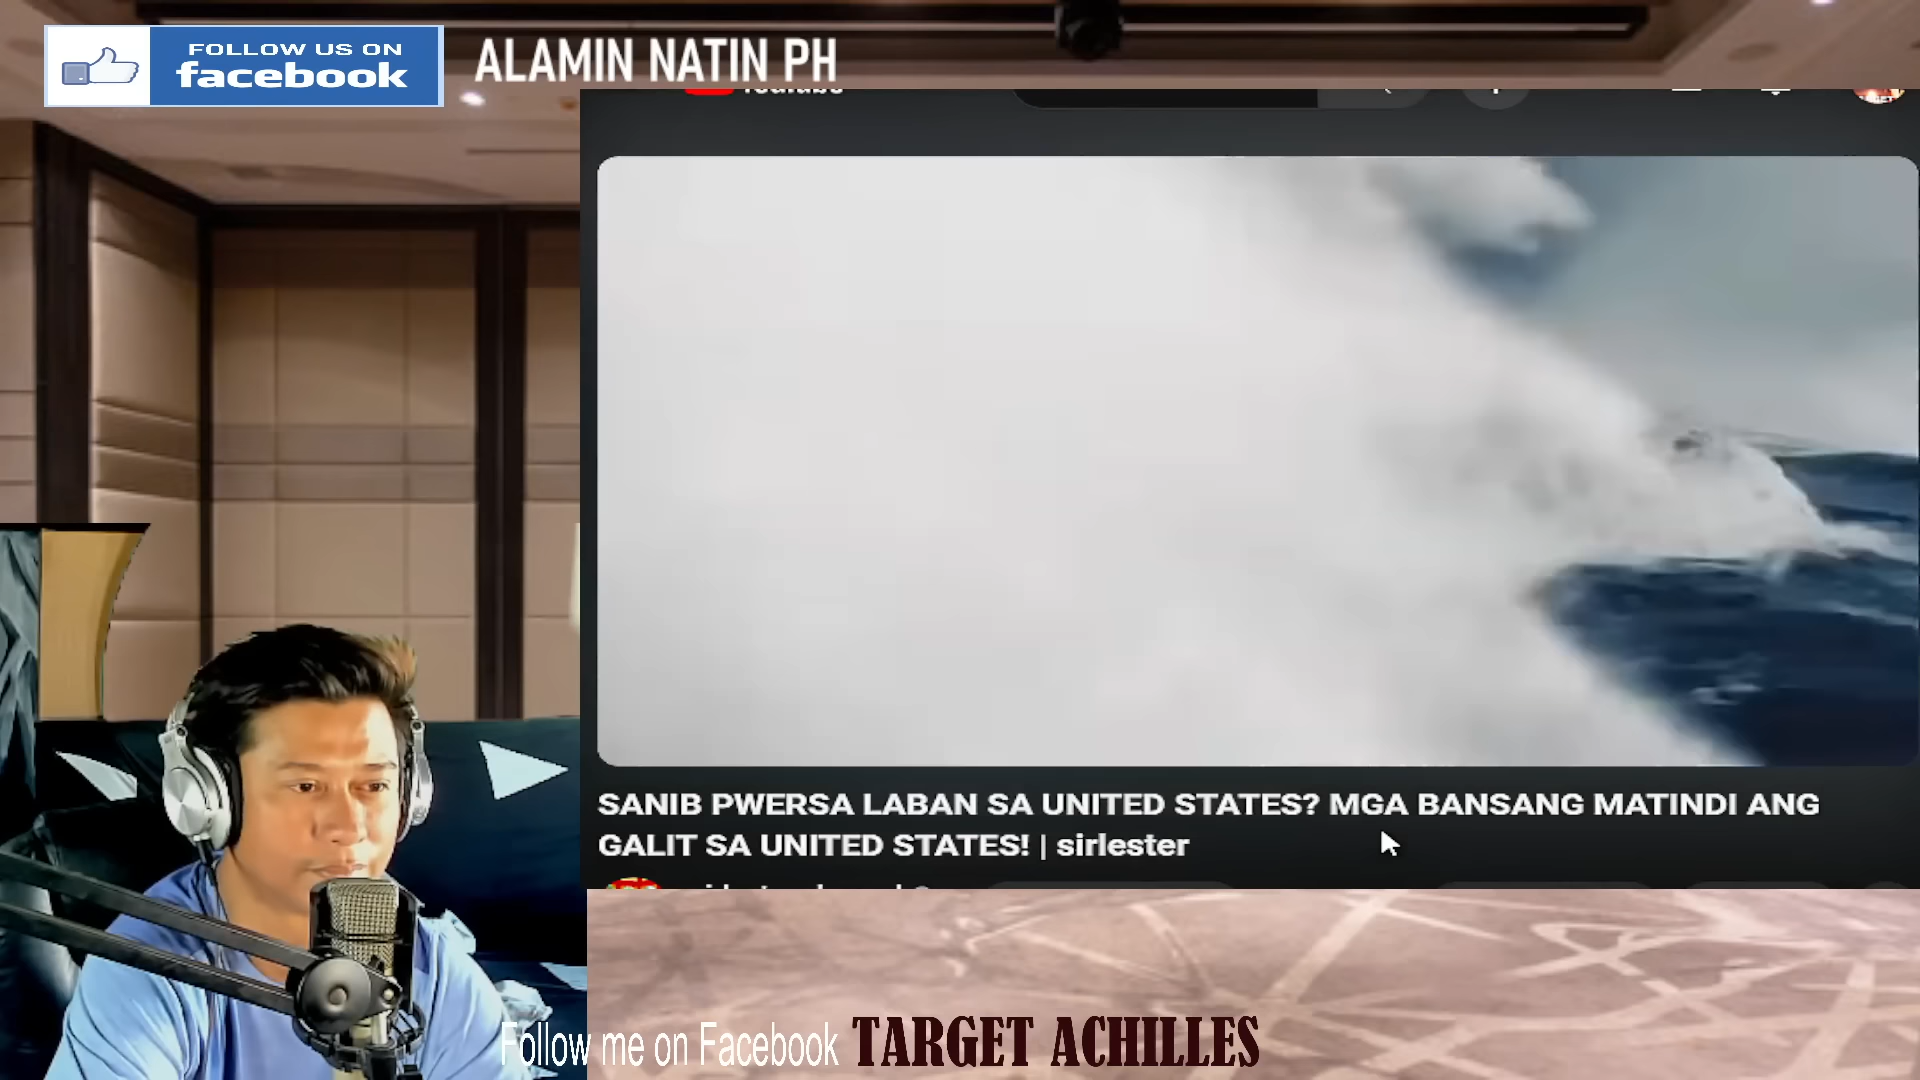 FOLLOW US ON
facebook
ALAMIN NATIN PH
YouTube
SANIB PWERSA LABAN SA UNITED STATES? MGA BANSANG MATINDI ANG
GALIT SA UNITED STATES! | sirlester
Follow me on Facebook TARGET ACHILLES